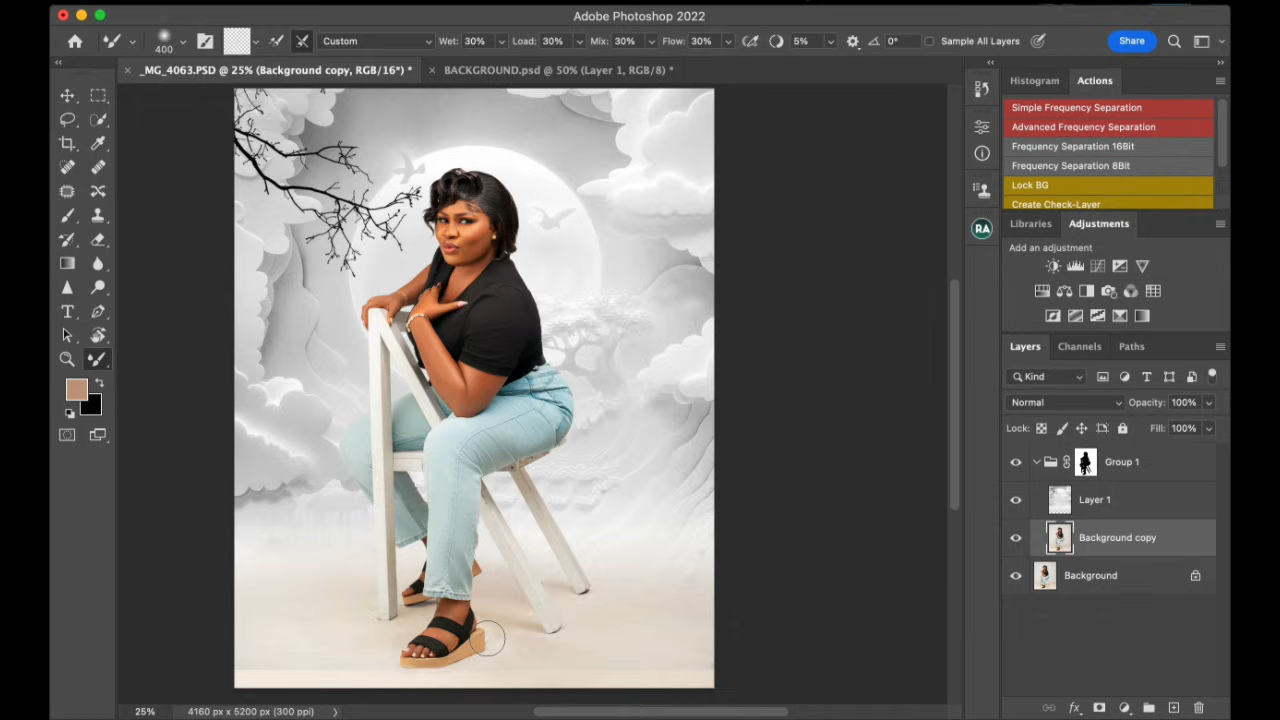 Adobe Photoshop 2022
400 Custom Wet: 30% Load: 30% Mix: 30% Flow: 30% 5% 0° Sample All Layers Share
_MG_4063.PSD @ 25% (Background copy, RGB/16*) * BACKGROUND.psd @ 50% (Layer 1, RGB/8) *
Histogram Actions
Simple Frequency Separation
Advanced Frequency Separation
Frequency Separation 16Bit
Frequency Separation 8Bit
Lock BG
Create Check-Layer
Libraries Adjustments
RA
Add an adjustment
Layers Channels Paths
Kind
Normal Opacity: 100%
Lock: Fill: 100%
Group 1
Layer 1
Background copy
Background
25% 4160 px x 5200 px (300 ppi)
fx